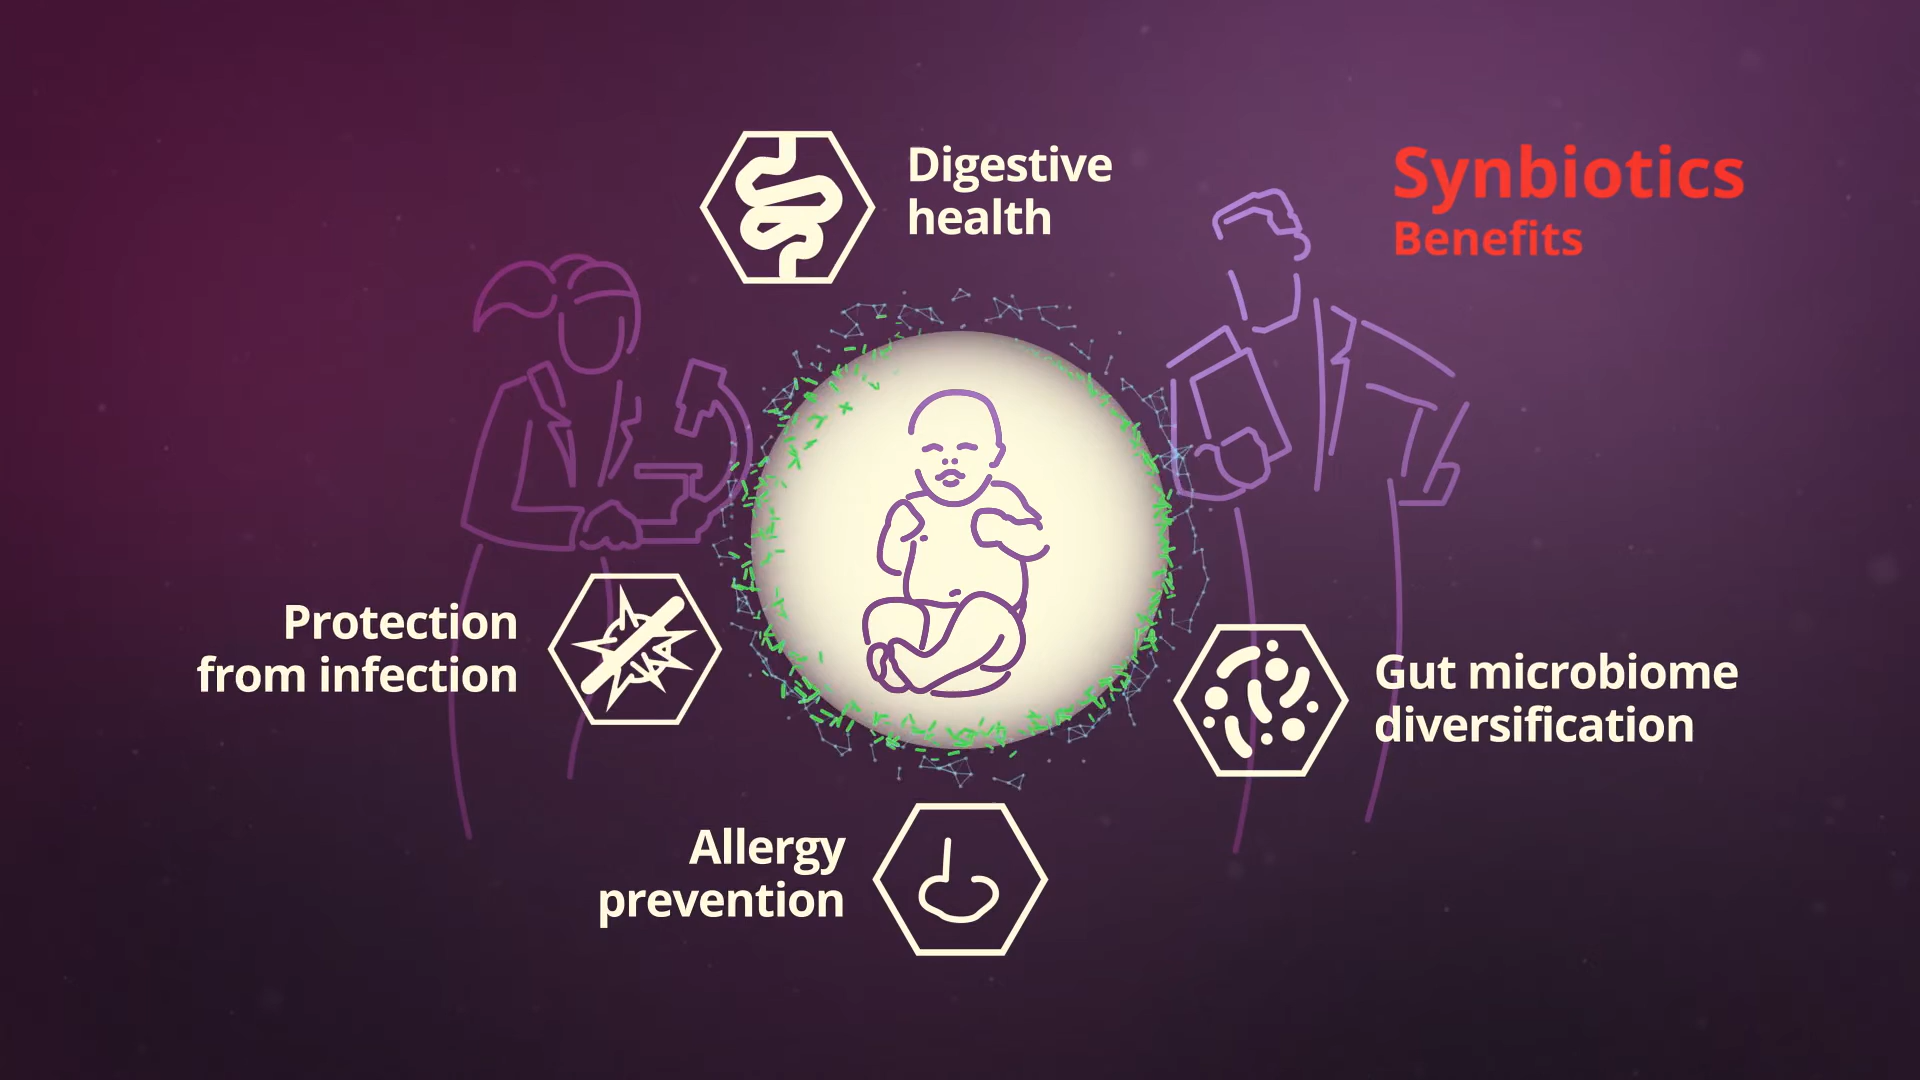 Digestive
health
Synbiotics
Benefits
Protection
from infection
Gut microbiome
diversification
Allergy
prevention